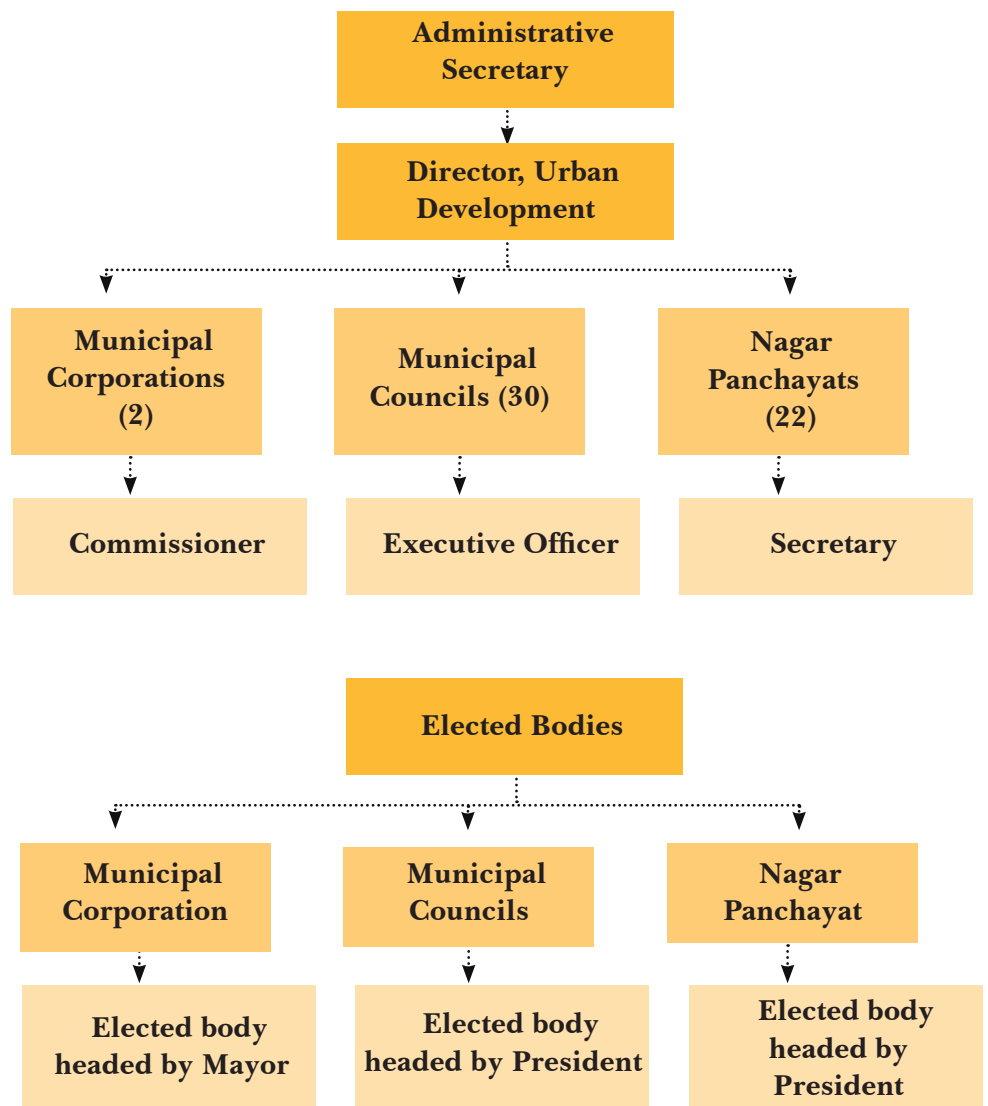 Administrative
Secretary
Director, Urban
Development
Municipal
Corporations
(2)
Municipal
Councils (30)
Nagar
Panchayats
(22)
Commissioner
Executive Officer
Secretary
Elected Bodies
Municipal
Corporation
Municipal
Councils
Nagar
Panchayat
Elected body
headed by Mayor
Elected body
headed by President
Elected body
headed by
President